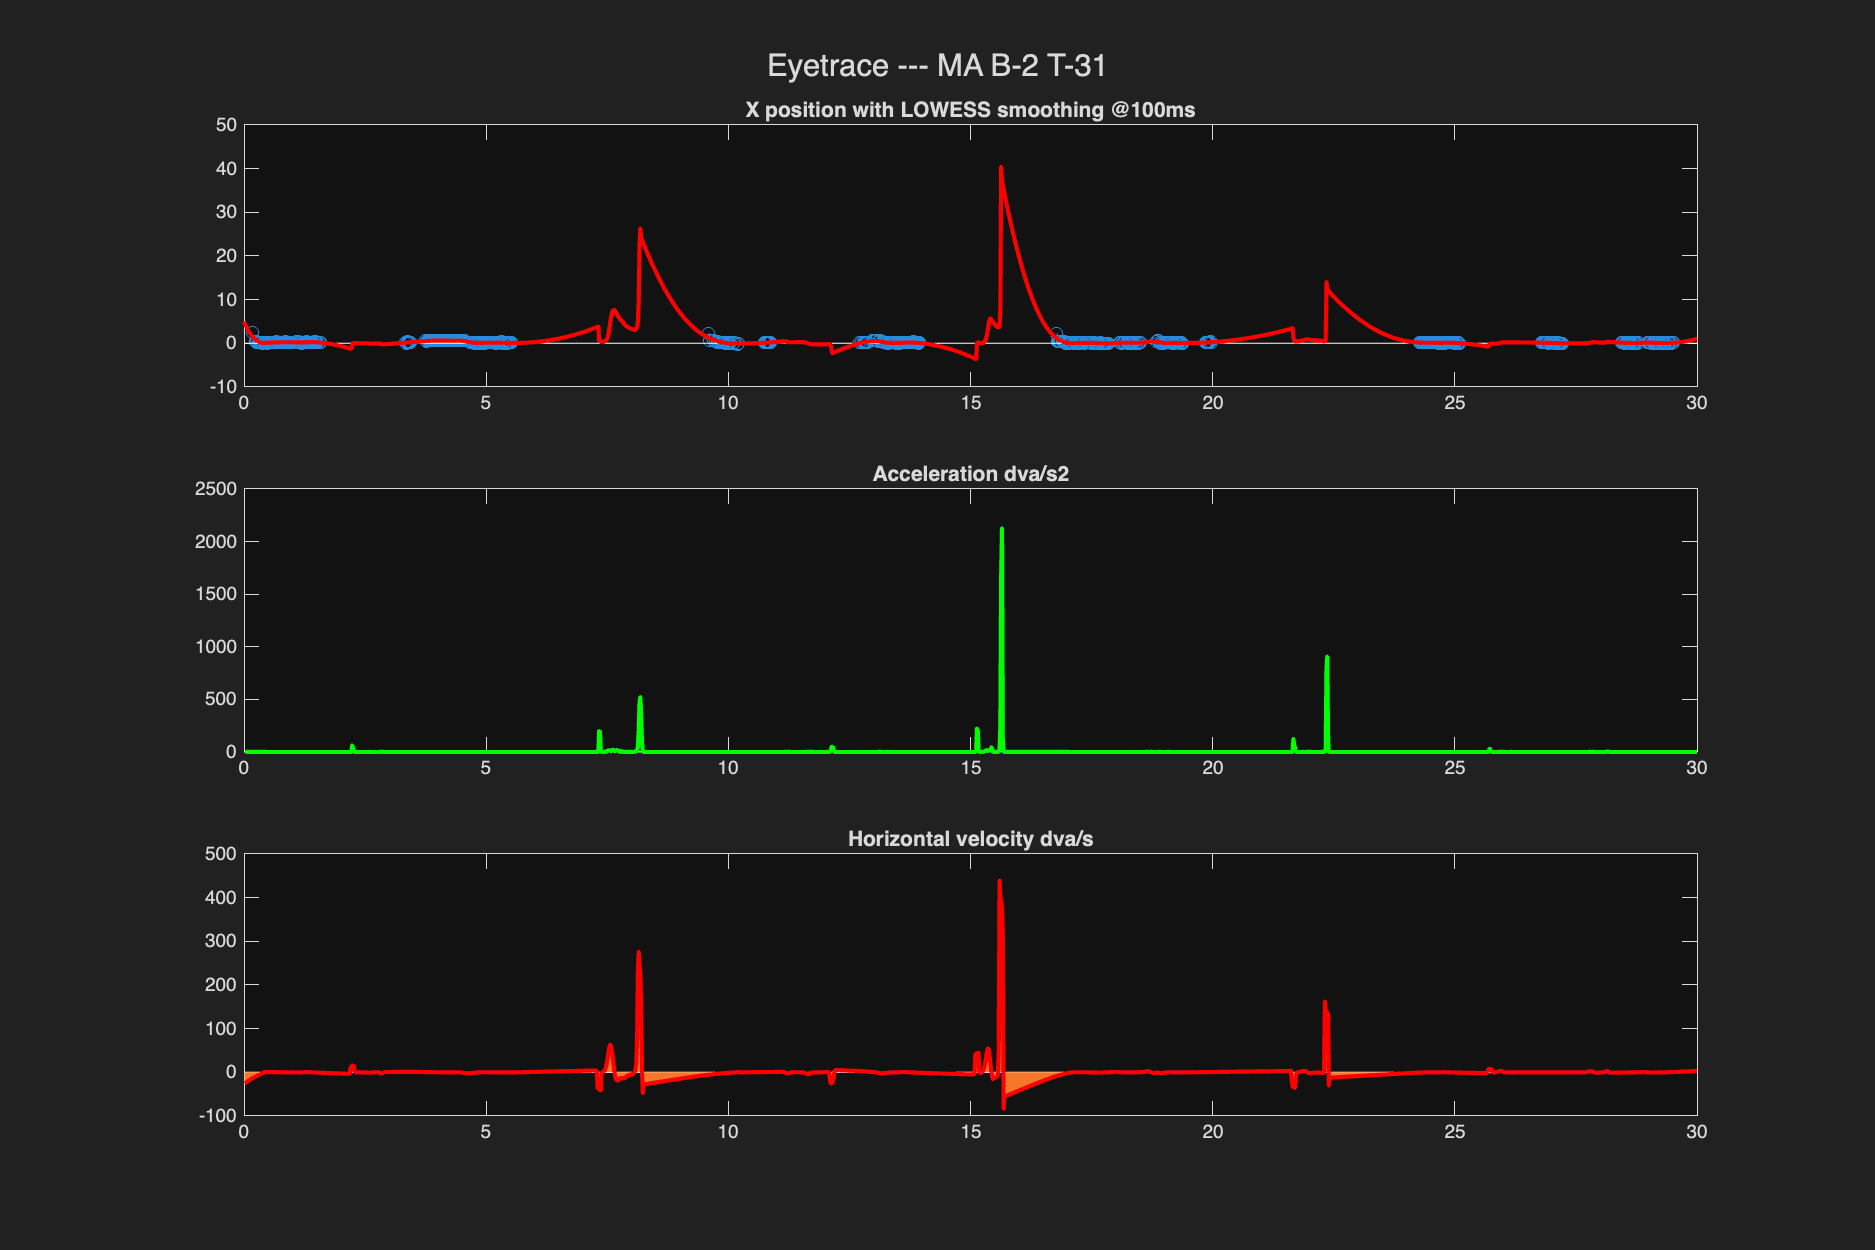 Eyetrace --- MA B-2 T-31
X position with LOWESS smoothing @100ms
50
40
30
20
10
0
-10
0 5 10 15 20 25 30
Acceleration dva/s2
2500
2000
1500
1000
500
0
0 5 10 15 20 25 30
Horizontal velocity dva/s
500
400
300
200
100
0
-100
0 5 10 15 20 25 30